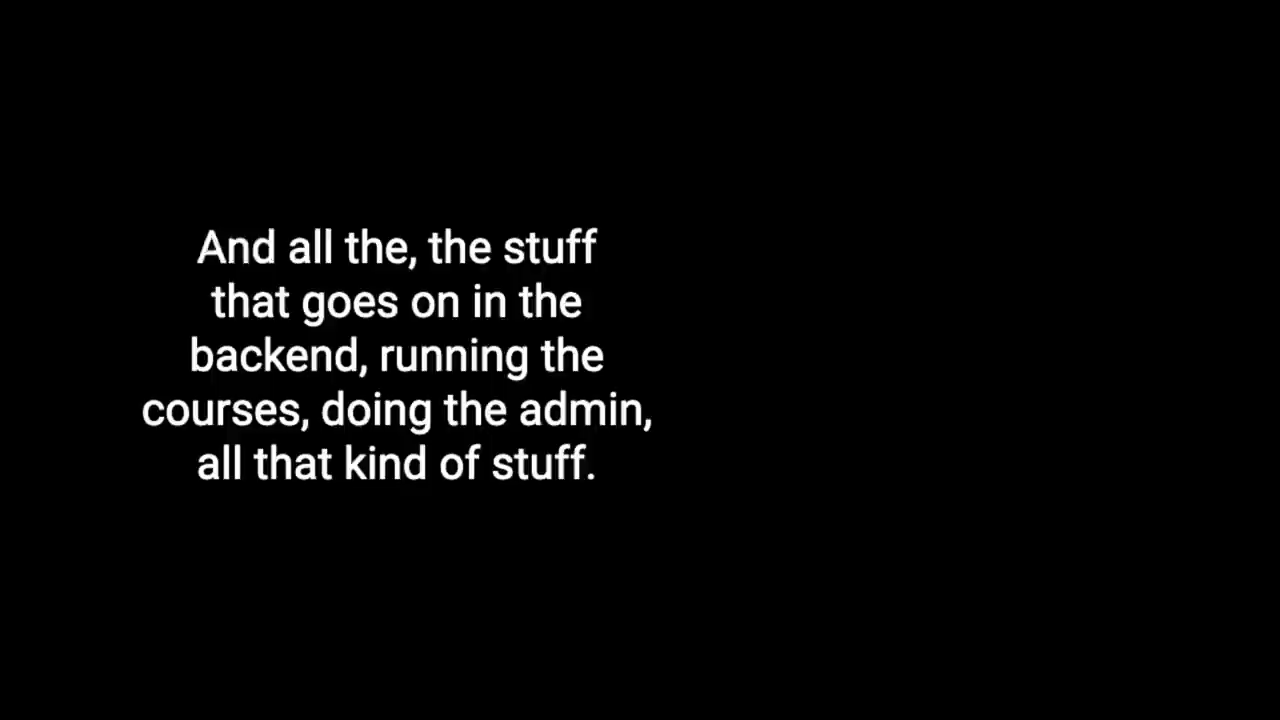 And all the, the stuff
that goes on in the
backend, running the
courses, doing the admin,
all that kind of stuff.